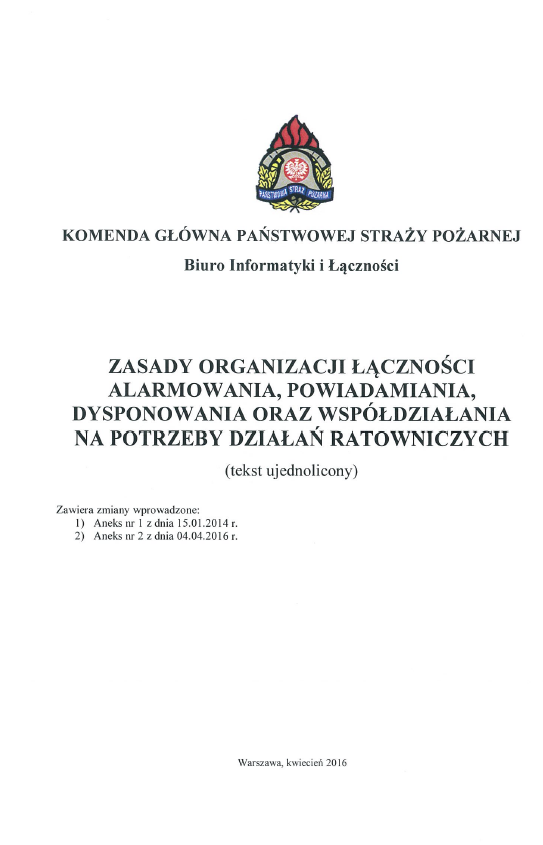 PAŃSTWOWA STRAŻ POŻARNA
KOMENDA GŁÓWNA PAŃSTWOWEJ STRAŻY POŻARNEJ
Biuro Informatyki i Łączności
ZASADY ORGANIZACJI ŁĄCZNOŚCI
ALARMOWANIA, POWIADAMIANIA,
DYSPONOWANIA ORAZ WSPÓŁDZIAŁANIA
NA POTRZEBY DZIAŁAŃ RATOWNICZYCH
(tekst ujednolicony)
Zawiera zmiany wprowadzone:
1) Aneks nr 1 z dnia 15.01.2014 r.
2) Aneks nr 2 z dnia 04.04.2016 r.
Warszawa, kwiecień 2016